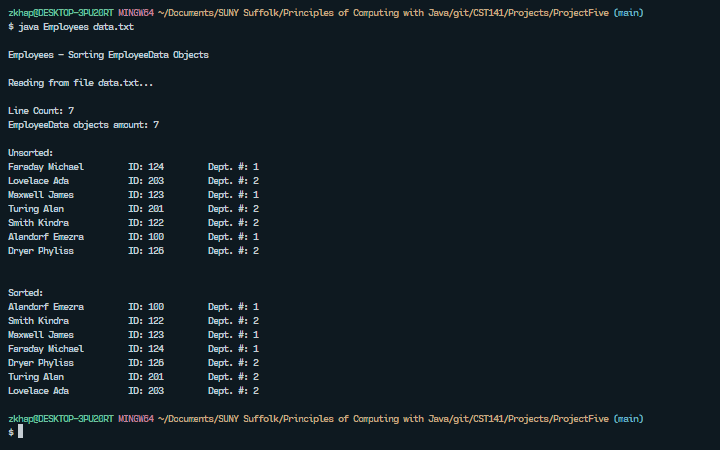 zkhap@DESKTOP-3PU20RT MINGW64 ~/Documents/SUNY Suffolk/Principles of Computing with Java/git/CST141/Projects/ProjectFive (main)
$ java Employees data.txt
Employees - Sorting EmployeeData Objects
Reading from file data.txt...
Line Count: 7
EmployeeData objects amount: 7
Unsorted:
Faraday Michael ID: 124 Dept. #: 1
Lovelace Ada ID: 203 Dept. #: 2
Maxwell James ID: 123 Dept. #: 1
Turing Alan ID: 201 Dept. #: 2
Smith Kindra ID: 122 Dept. #: 2
Alandorf Emezra ID: 100 Dept. #: 1
Dryer Phyliss ID: 126 Dept. #: 2
Sorted:
Alandorf Emezra ID: 100 Dept. #: 1
Smith Kindra ID: 122 Dept. #: 2
Maxwell James ID: 123 Dept. #: 1
Faraday Michael ID: 124 Dept. #: 1
Dryer Phyliss ID: 126 Dept. #: 2
Turing Alan ID: 201 Dept. #: 2
Lovelace Ada ID: 203 Dept. #: 2
zkhap@DESKTOP-3PU20RT MINGW64 ~/Documents/SUNY Suffolk/Principles of Computing with Java/git/CST141/Projects/ProjectFive (main)
$